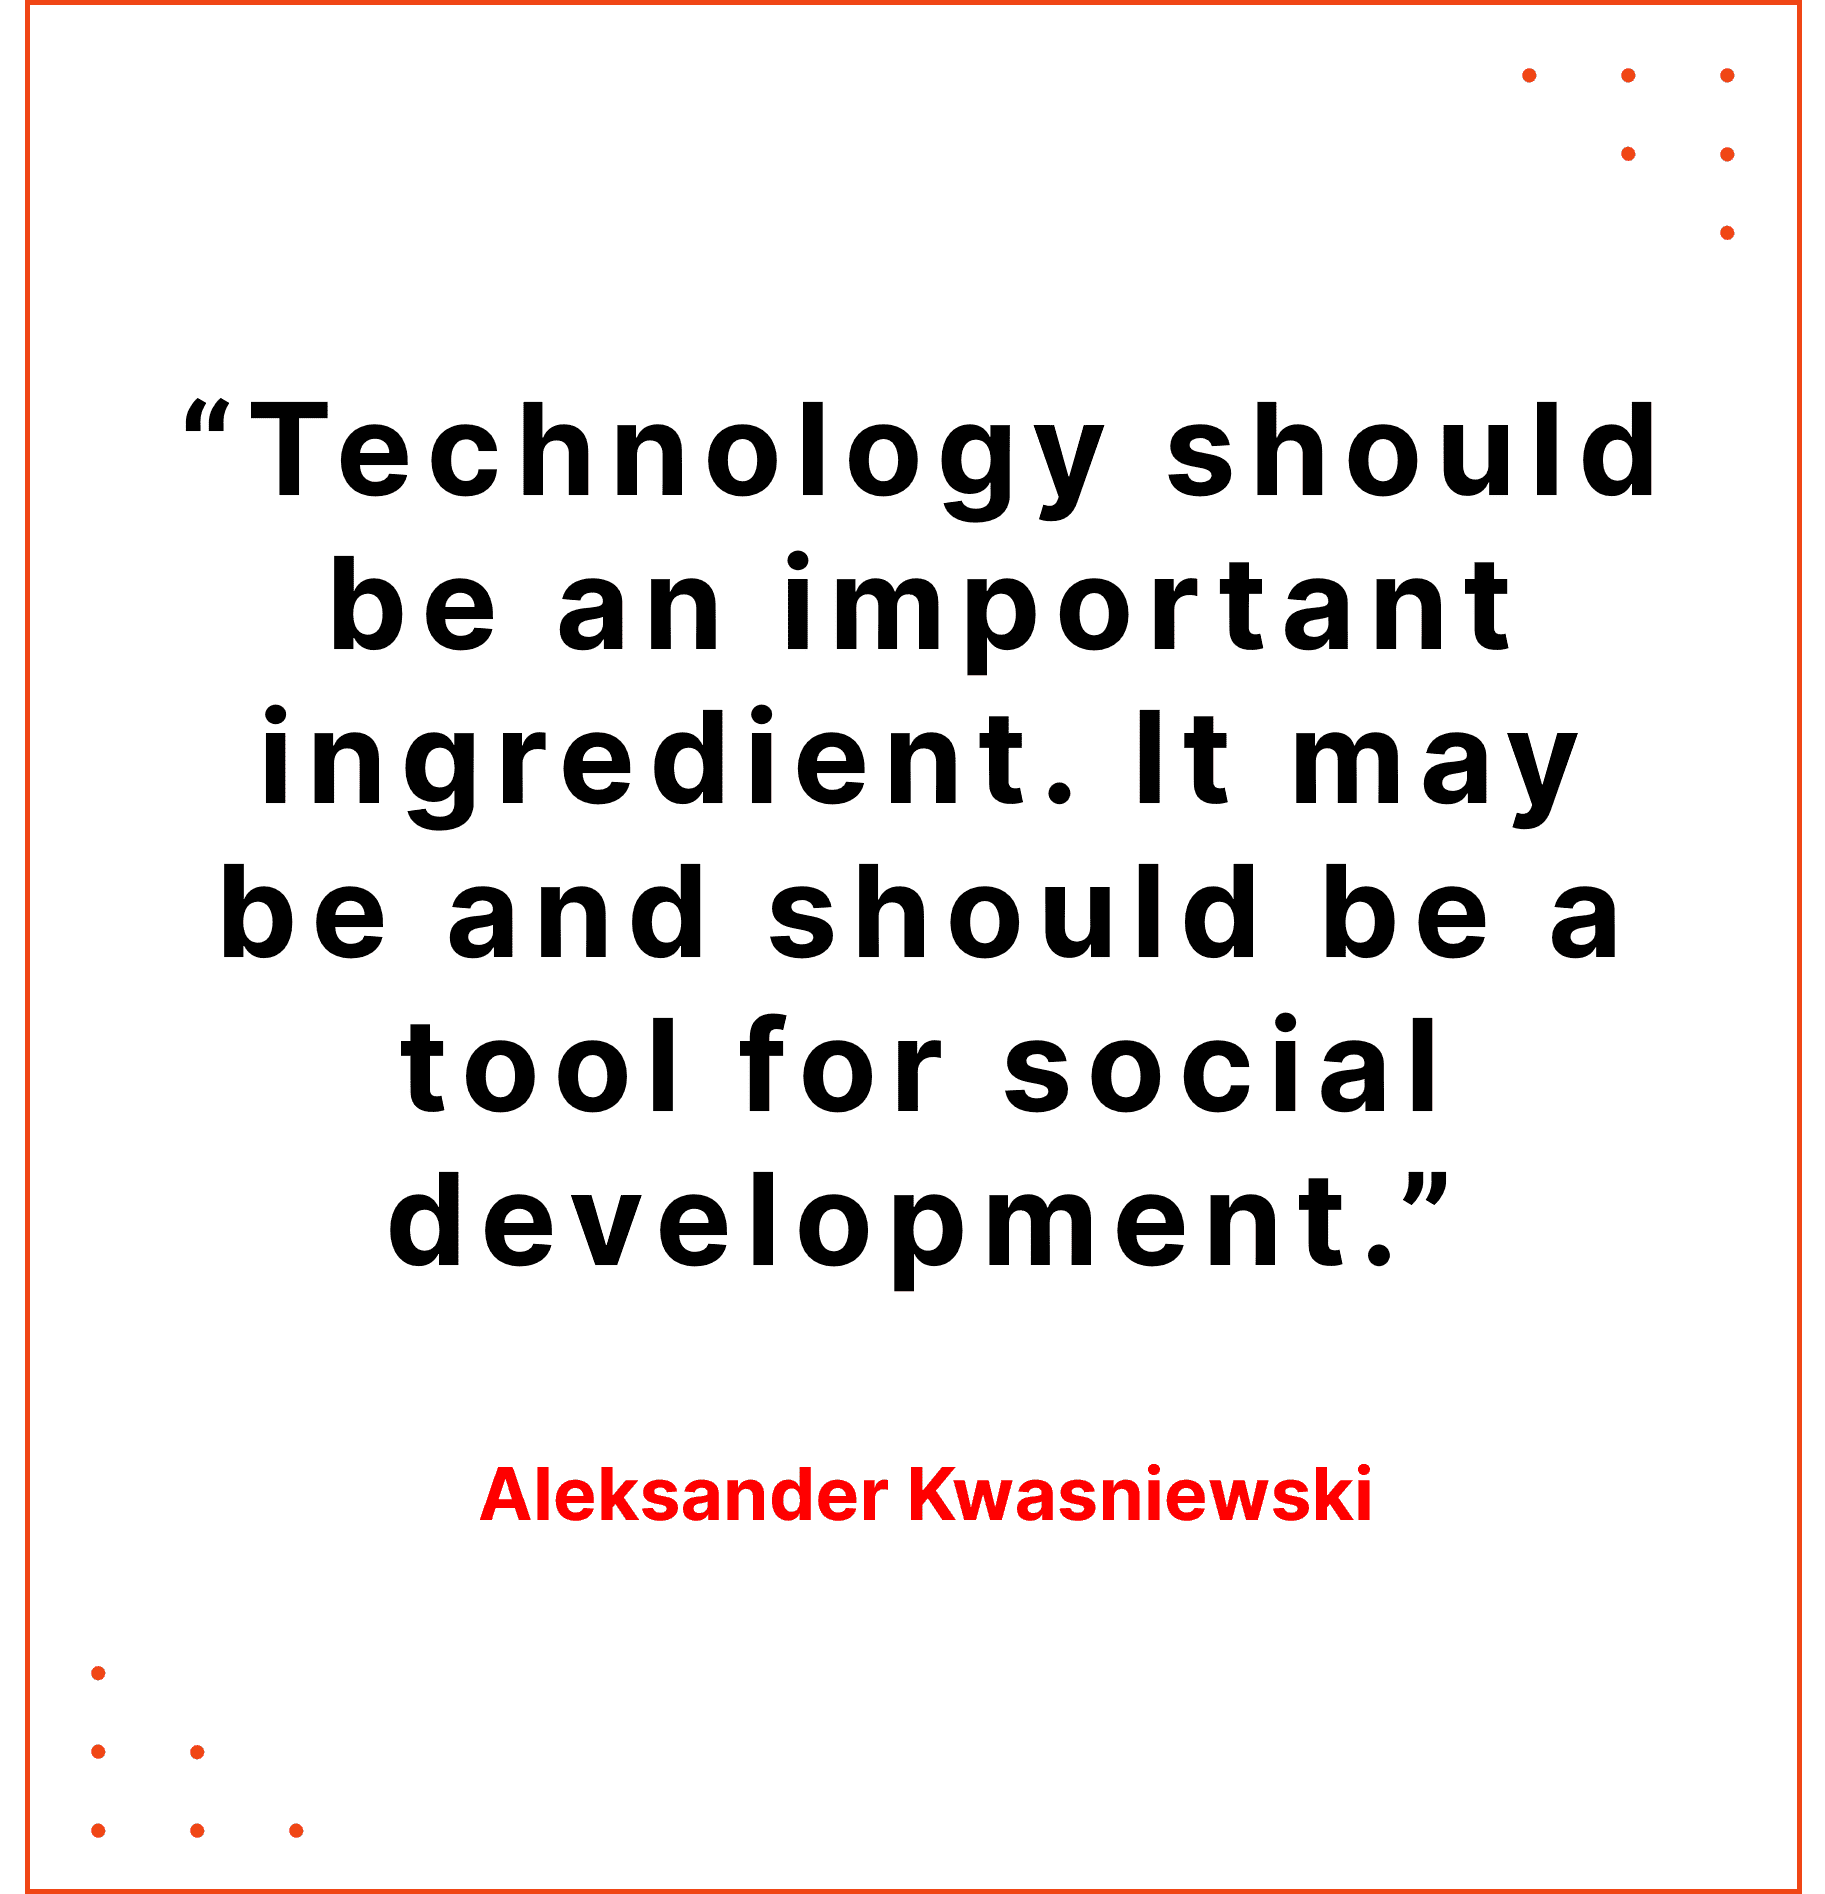 “Technology should
be an important
ingredient. It may
be and should be a
tool for social
development.”
Aleksander Kwasniewski